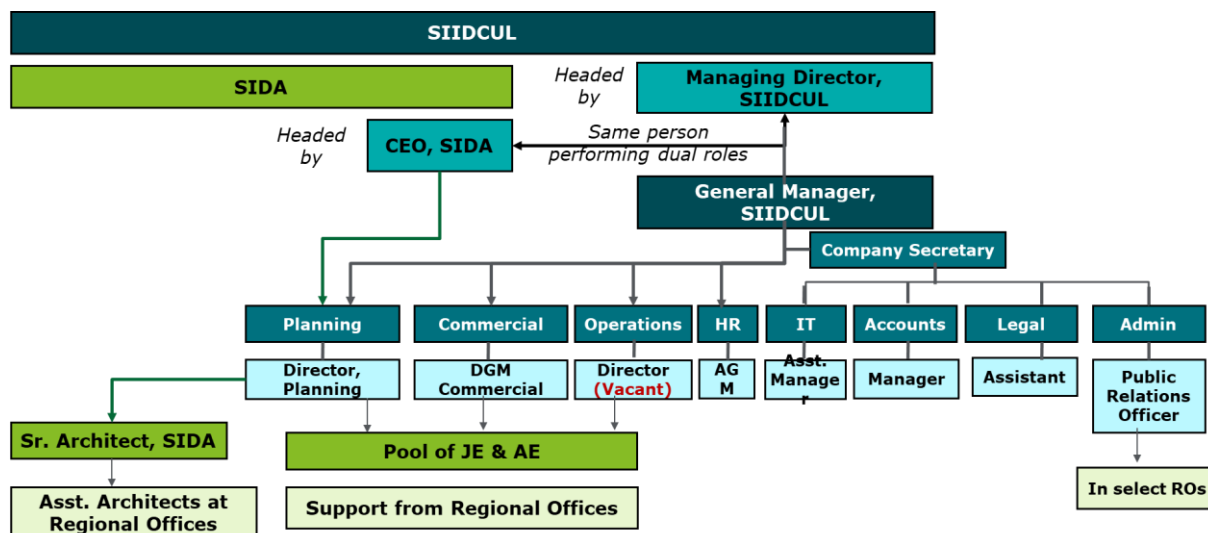 SIIDCUL
SIDA
Headed
by
Managing Director,
SIIDCUL
Headed
by
CEO, SIDA
Same person
performing dual roles
General Manager,
SIIDCUL
Company Secretary
Planning
Commercial
Operations
HR
IT
Accounts
Legal
Admin
Director,
Planning
DGM
Commercial
Director
(Vacant)
AG
M
Asst.
Manage
r
Manager
Assistant
Public
Relations
Officer
Sr. Architect, SIDA
Pool of JE & AE
In select ROs
Asst. Architects at
Regional Offices
Support from Regional Offices